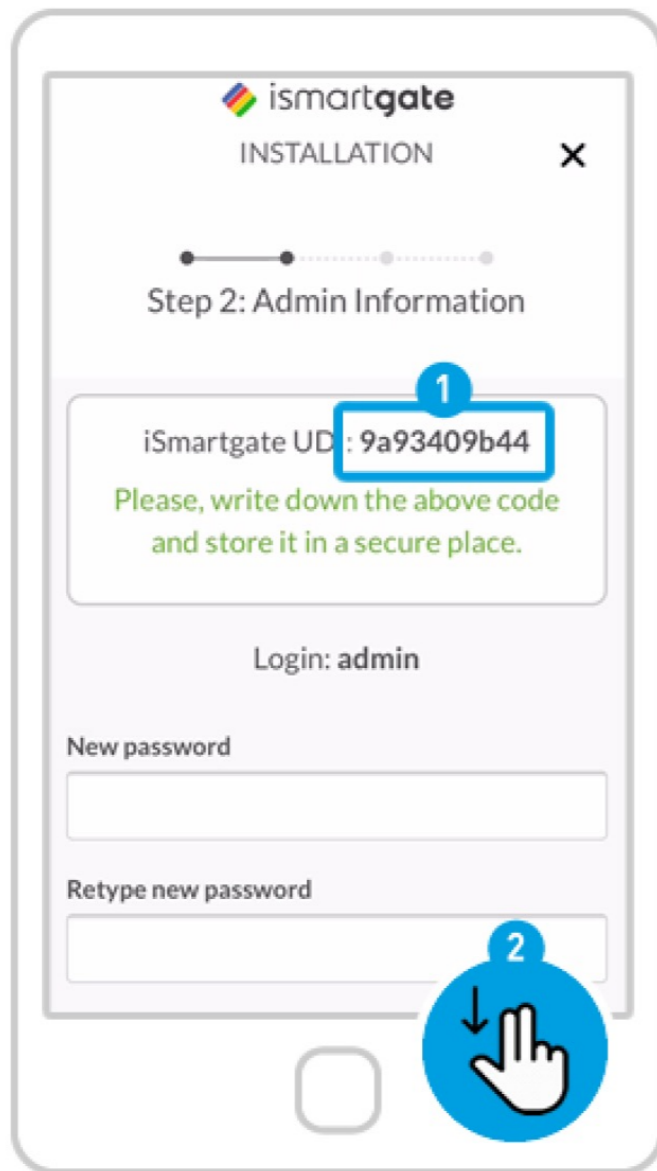 ismartgate
INSTALLATION
Step 2: Admin Information
1
iSmartgate UD : 9a93409b44
Please, write down the above code
and store it in a secure place.
Login: admin
New password
Retype new password
2